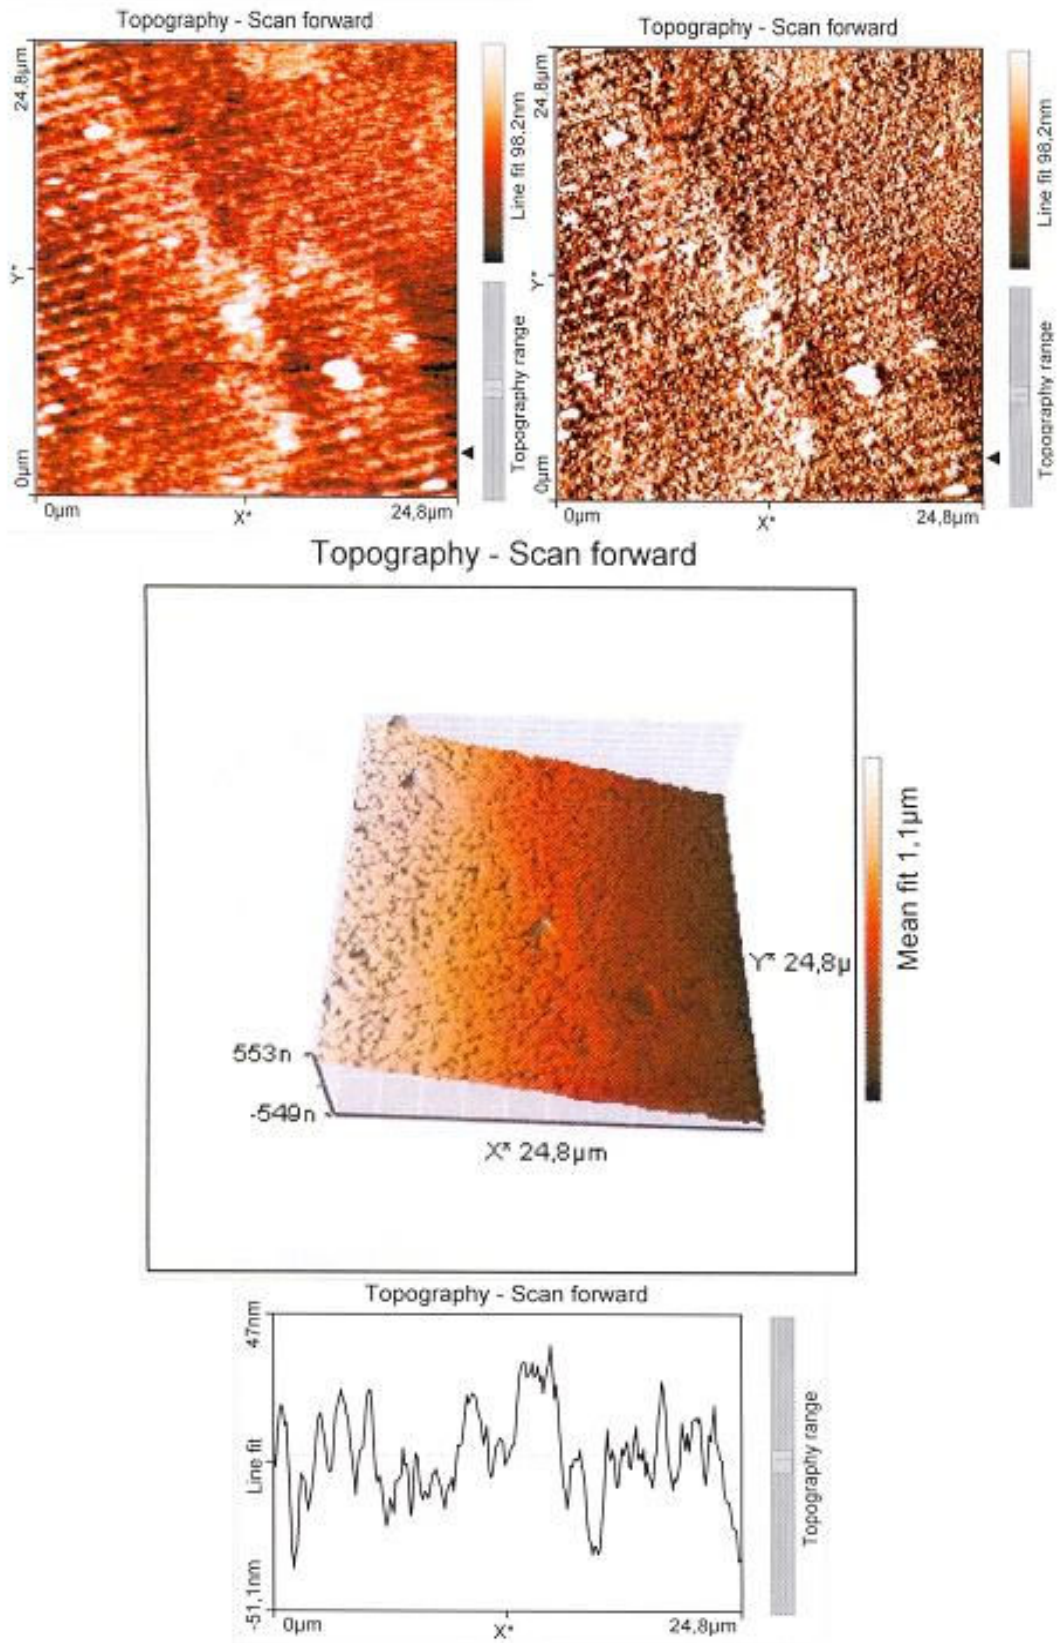 Topography - Scan forward
24,8µm
Y*
0µm
0µm
X*
24,8µm
Line fit 98,2nm
Topography range
Topography - Scan forward
24,8µm
Y*
0µm
0µm
X*
24,8µm
Line fit 98,2nm
Topography range
Topography - Scan forward
553n
-549n
X* 24,8µm
Y* 24,8µ
Mean fit 1,1µm
Topography - Scan forward
47nm
Line fit
-51,1nm
0µm
X*
24,8µm
Topography range